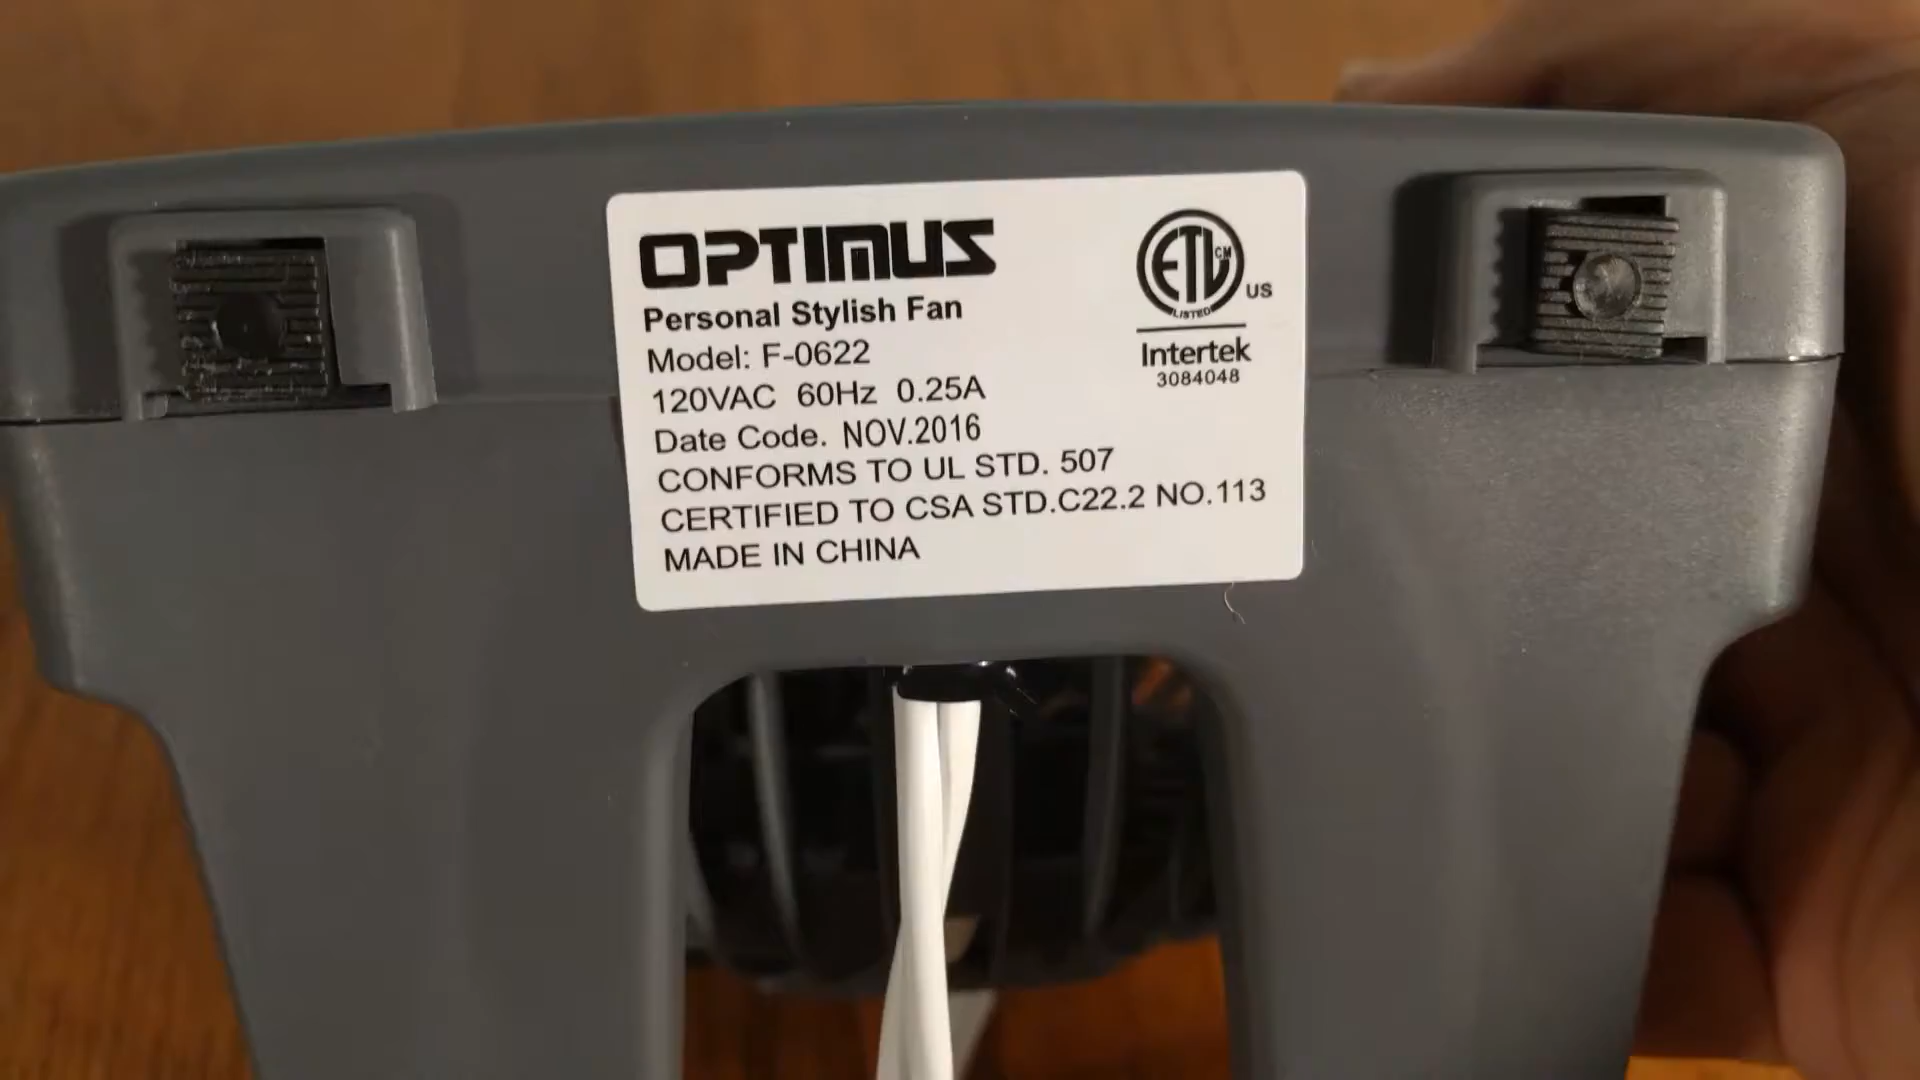 OPTIMUS
Personal Stylish Fan
Model: F-0622
120VAC 60Hz 0.25A
Date Code. NOV.2016
CONFORMS TO UL STD. 507
CERTIFIED TO CSA STD.C22.2 NO.113
MADE IN CHINA
ETL CM
LISTED
US
Intertek
3084048